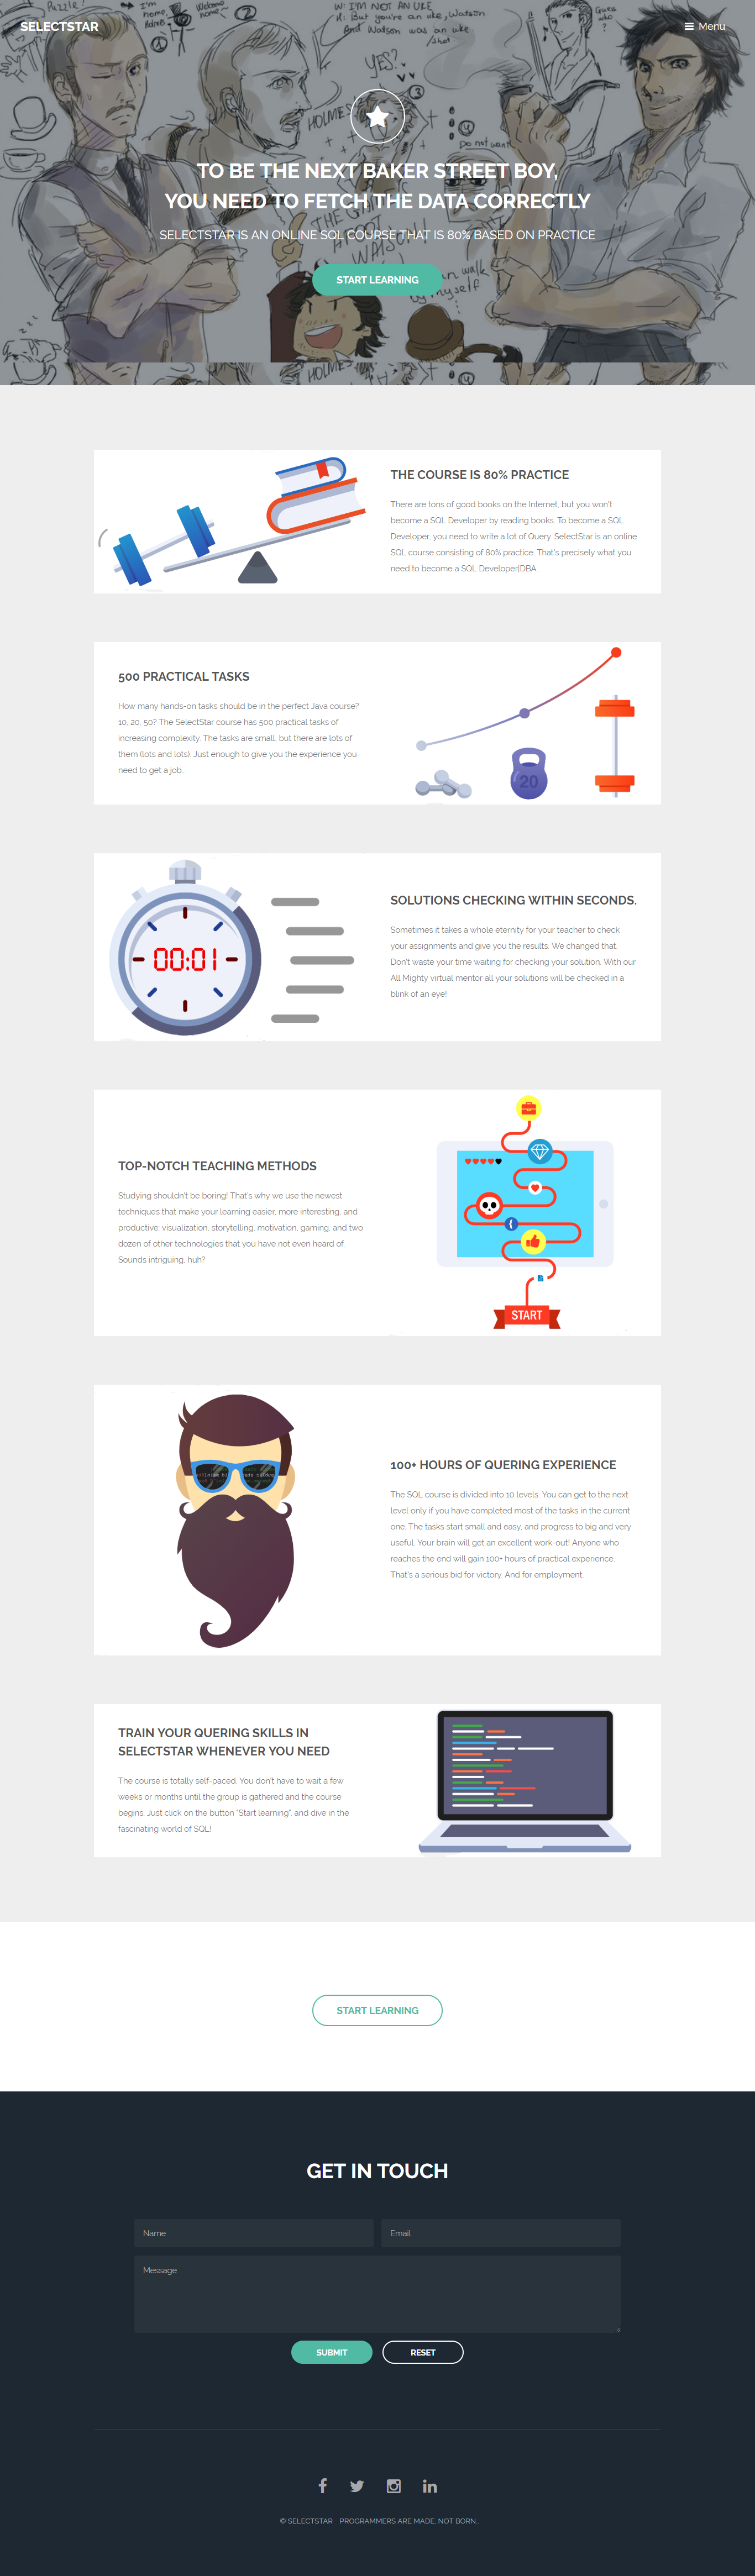 SELECTSTAR
Menu
W: I'M NOT AN UKE
H: But you're an uke, Watson
YES?
HOLMES
Do not want
TO BE THE NEXT BAKER STREET BOY,
YOU NEED TO FETCH THE DATA CORRECTLY
SELECTSTAR IS AN ONLINE SQL COURSE THAT IS 80% BASED ON PRACTICE
START LEARNING
HOLMES
THE COURSE IS 80% PRACTICE
There are tons of good books on the Internet, but you won't
become a SQL Developer by reading books. To become a SQL
Developer, you need to write a lot of Query. SelectStar is an online
SQL course consisting of 80% practice. That's precisely what you
need to become a SQL Developer|DBA.
500 PRACTICAL TASKS
How many hands-on tasks should be in the perfect Java course?
10, 20, 50? The SelectStar course has 500 practical tasks of
increasing complexity. The tasks are small, but there are lots of
them (lots and lots). Just enough to give you the experience you
need to get a job.
20
00:01
SOLUTIONS CHECKING WITHIN SECONDS.
Sometimes it takes a whole eternity for your teacher to check
your assignments and give you the results. We changed that.
Don't waste your time waiting for checking your solution. With our
All Mighty virtual mentor all your solutions will be checked in a
blink of an eye!
TOP-NOTCH TEACHING METHODS
Studying shouldn't be boring! That's why we use the newest
techniques that make your learning easier, more interesting, and
productive: visualization, storytelling, motivation, gaming, and two
dozen of other technologies that you have not even heard of.
Sounds intriguing, huh?
START
100+ HOURS OF QUERING EXPERIENCE
The SQL course is divided into 10 levels. You can get to the next
level only if you have completed most of the tasks in the current
one. The tasks start small and easy, and progress to big and very
useful. Your brain will get an excellent work-out! Anyone who
reaches the end will gain 100+ hours of practical experience.
That's a serious bid for victory. And for employment.
TRAIN YOUR QUERING SKILLS IN
SELECTSTAR WHENEVER YOU NEED
The course is totally self-paced. You don't have to wait a few
weeks or months until the group is gathered and the course
begins. Just click on the button "Start learning", and dive in the
fascinating world of SQL!
START LEARNING
GET IN TOUCH
Name
Email
Message
SUBMIT
RESET
© SELECTSTAR PROGRAMMERS ARE MADE, NOT BORN..